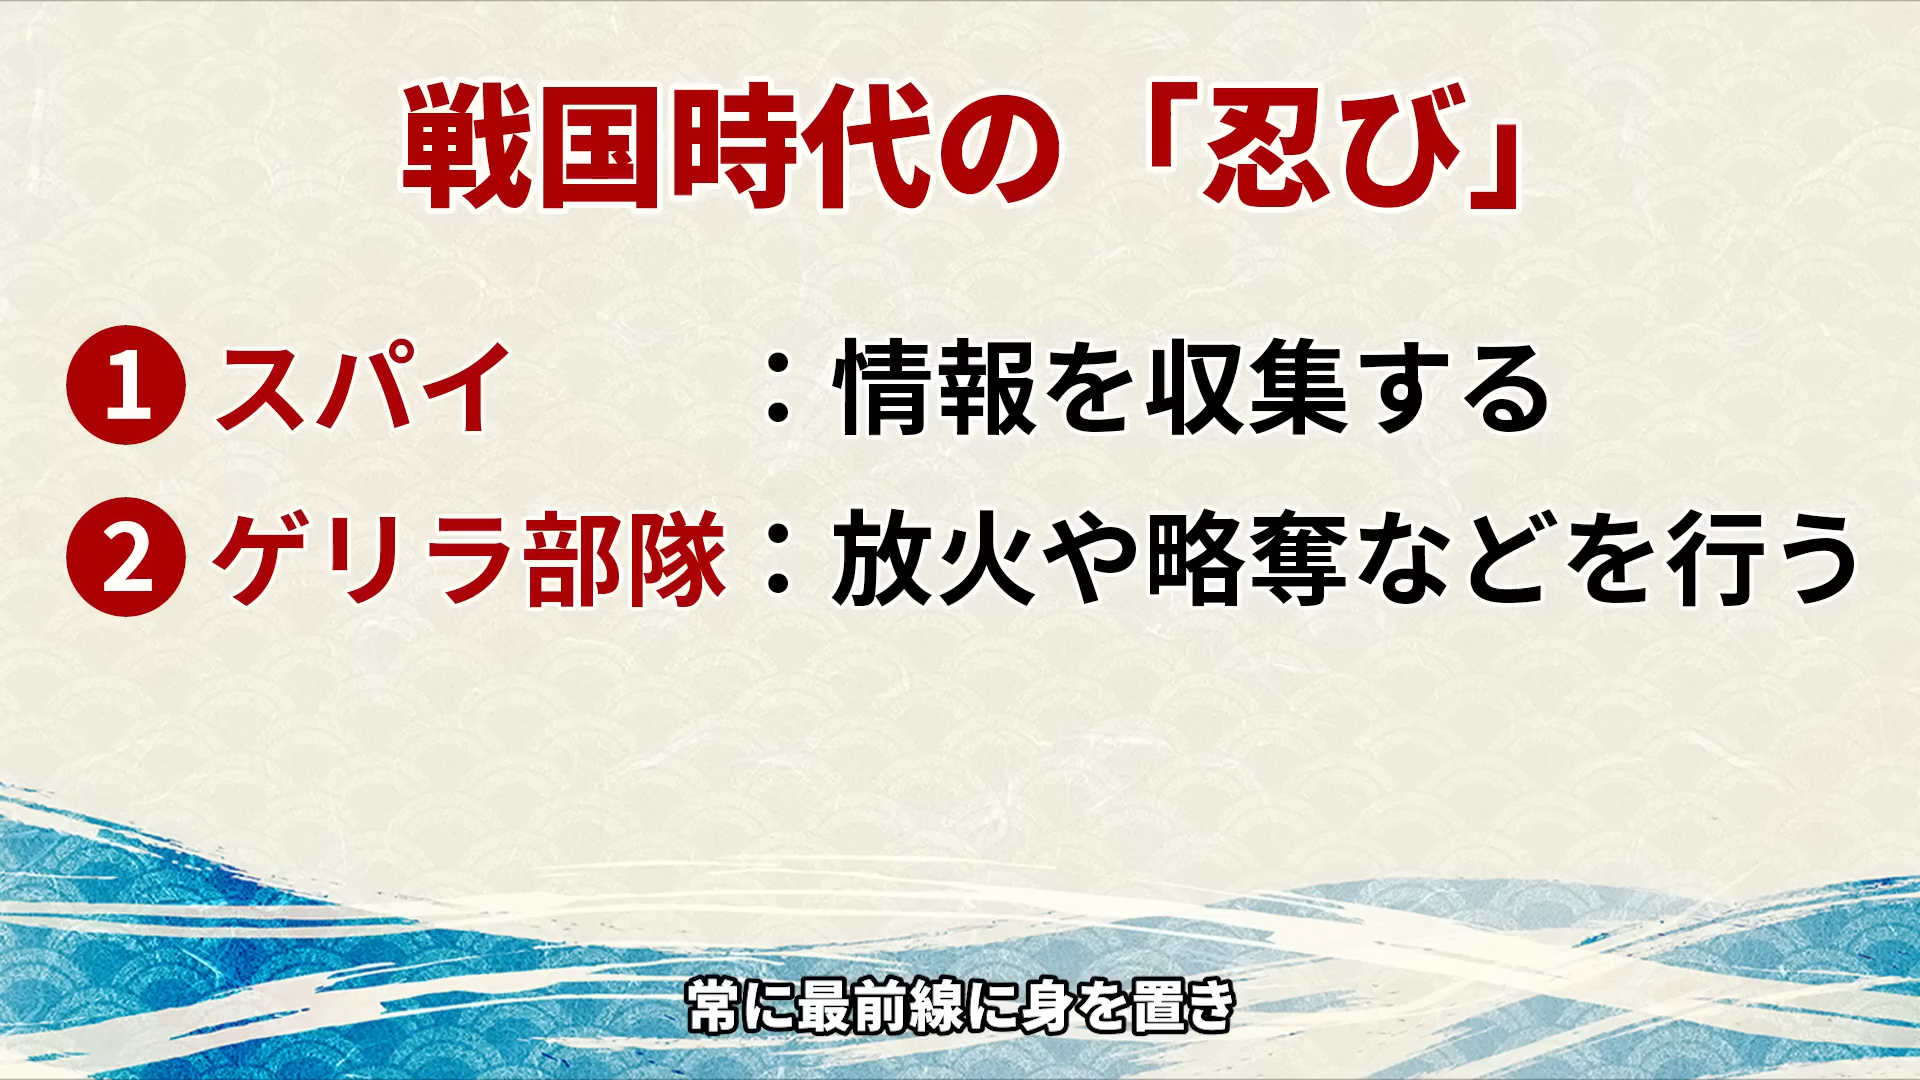 戦国時代の「忍び」
1 スパイ：情報を収集する
2 ゲリラ部隊：放火や略奪などを行う
常に最前線に身を置き